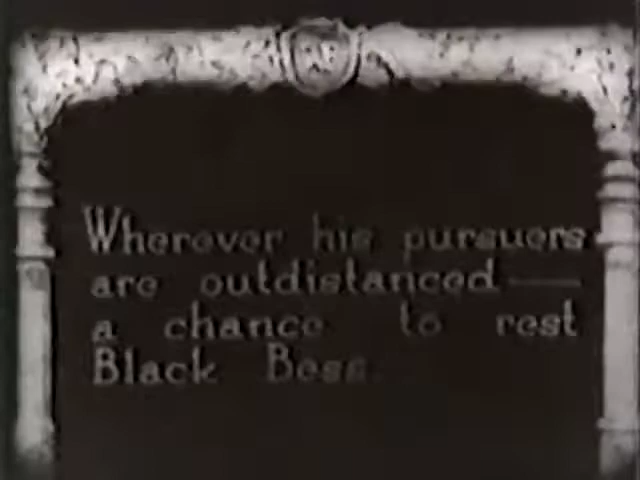 Wherever his pursuers
are outdistanced —
a chance to rest
Black Bess.